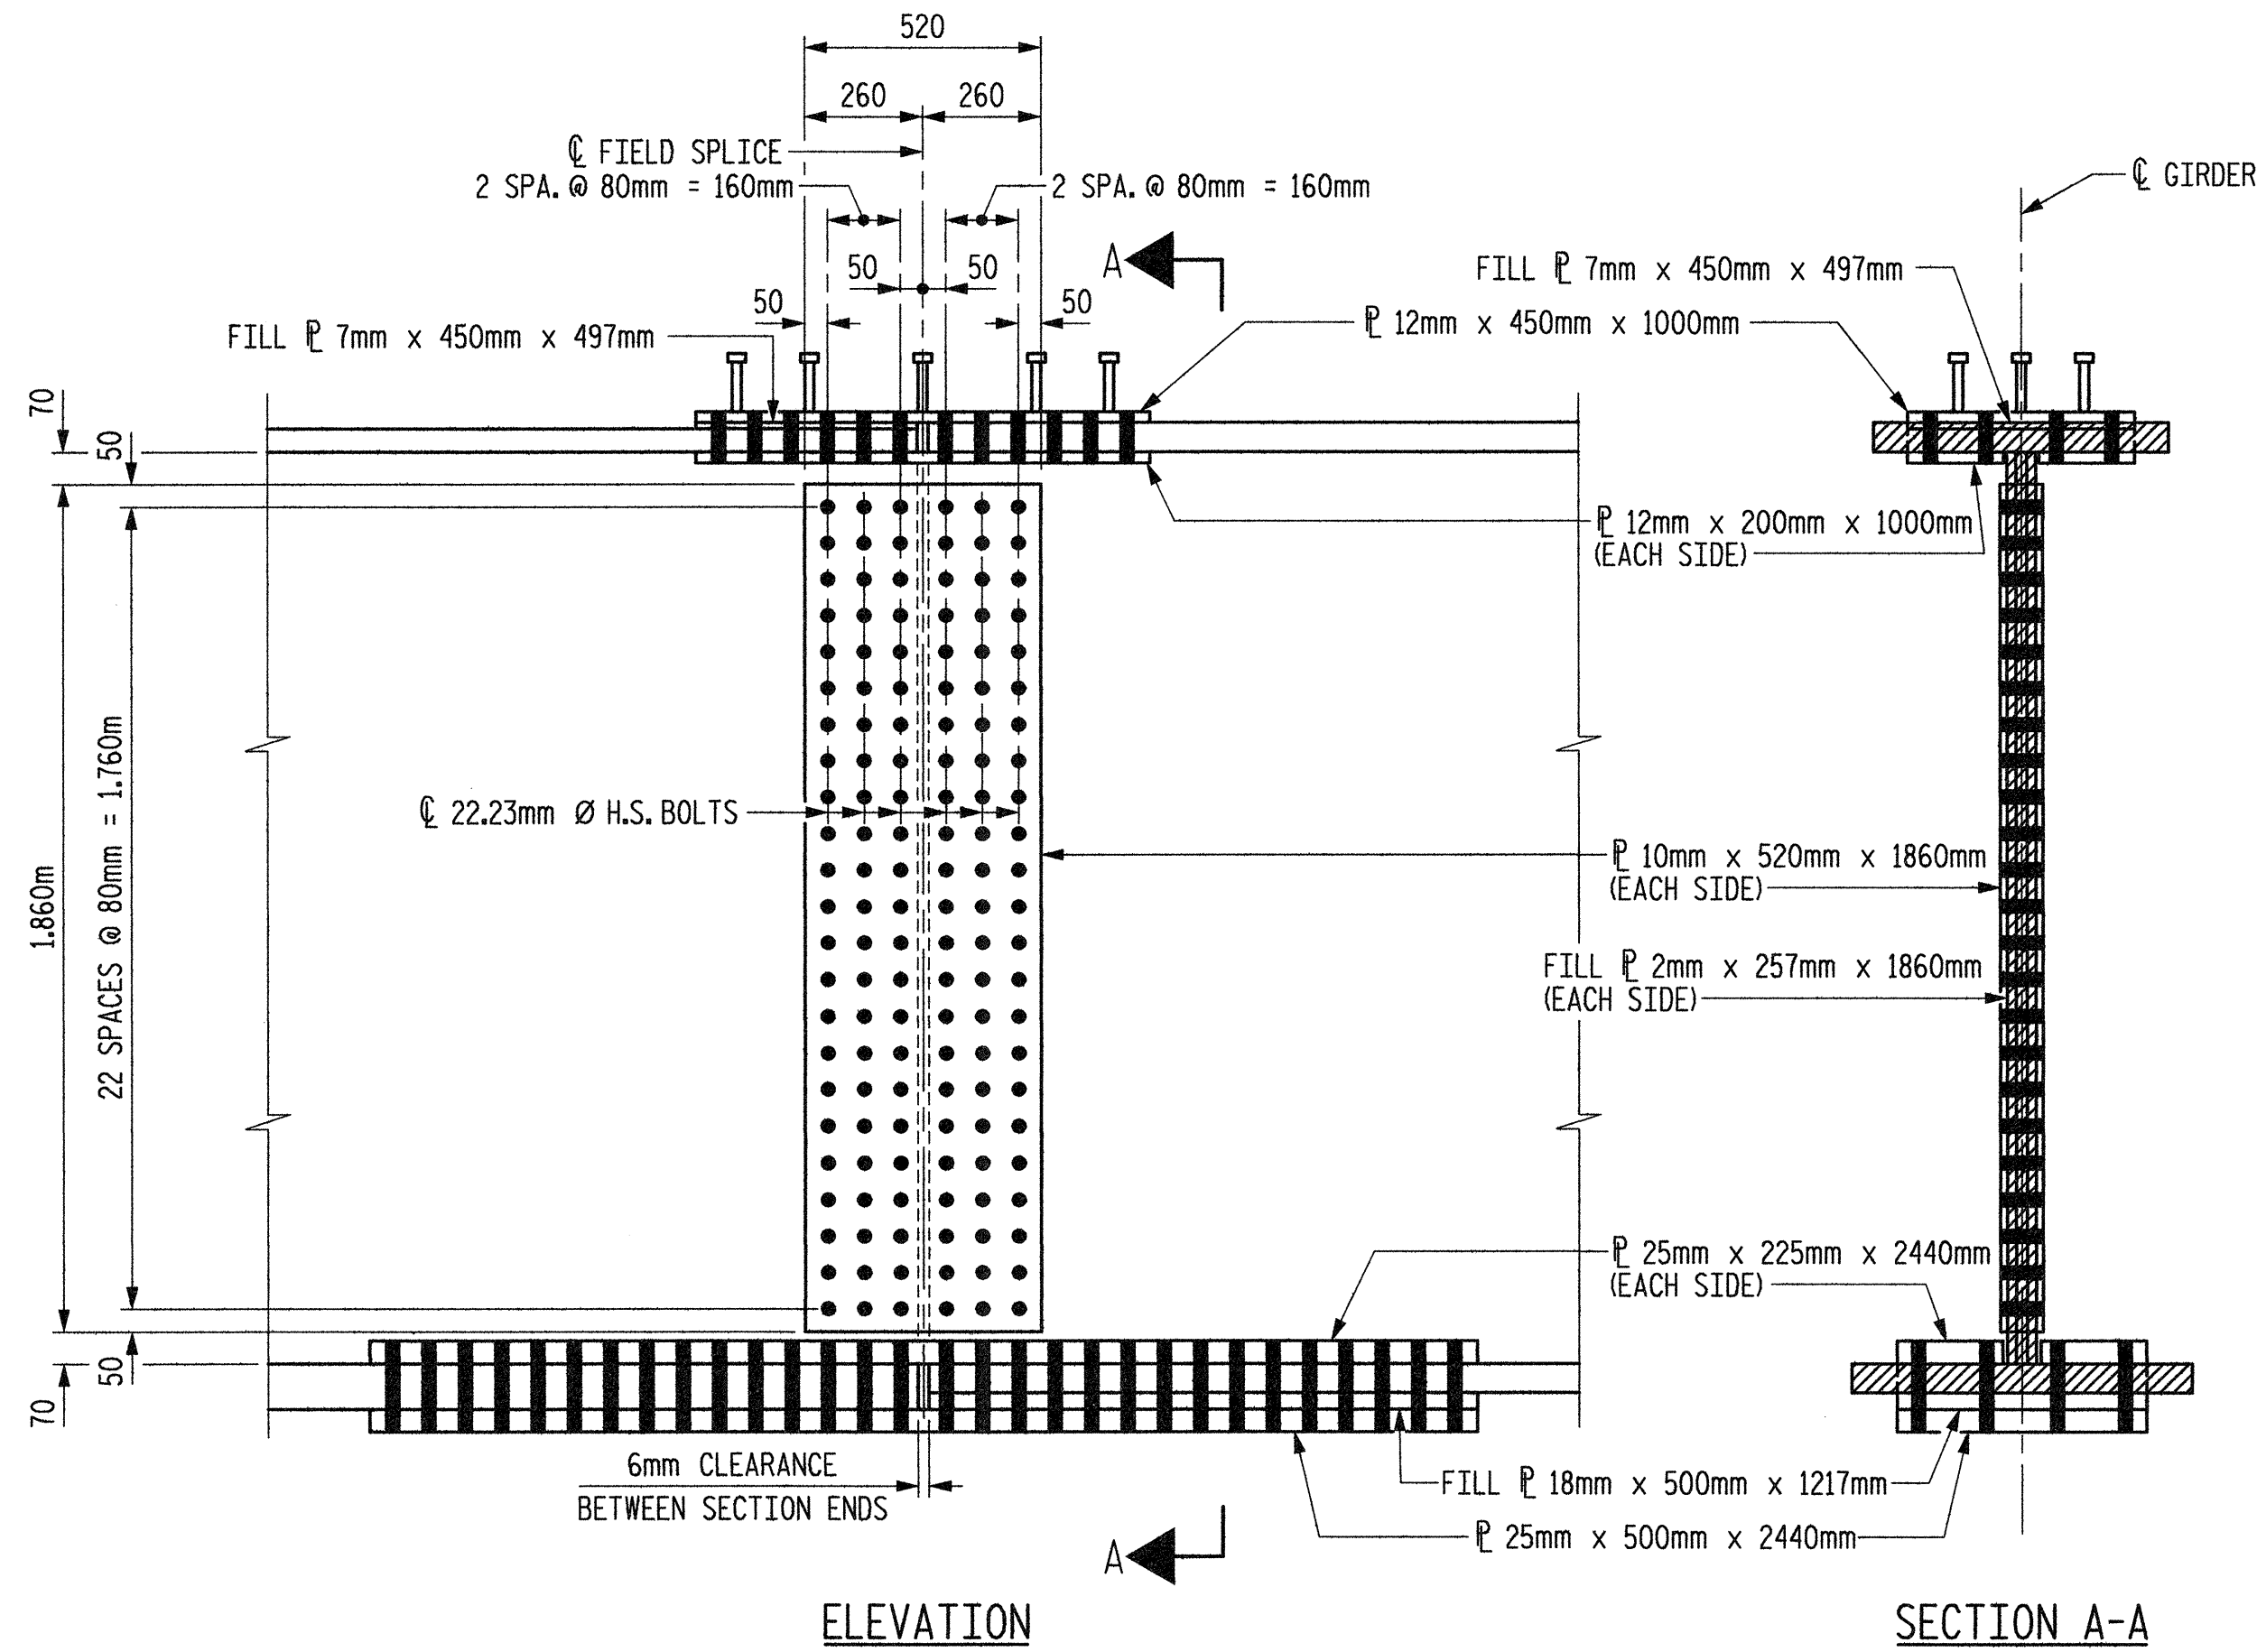 520
260
260
℄ FIELD SPLICE
2 SPA. @ 80mm = 160mm
2 SPA. @ 80mm = 160mm
℄ GIRDER
A
50
50
FILL ⅊ 7mm x 450mm x 497mm
50
50
FILL ⅊ 7mm x 450mm x 497mm
⅊ 12mm x 450mm x 1000mm
70
50
⅊ 12mm x 200mm x 1000mm
(EACH SIDE)
℄ 22.23mm Ø H.S. BOLTS
1.860m
22 SPACES @ 80mm = 1.760m
⅊ 10mm x 520mm x 1860mm
(EACH SIDE)
FILL ⅊ 2mm x 257mm x 1860mm
(EACH SIDE)
⅊ 25mm x 225mm x 2440mm
(EACH SIDE)
50
70
6mm CLEARANCE
BETWEEN SECTION ENDS
FILL ⅊ 18mm x 500mm x 1217mm
⅊ 25mm x 500mm x 2440mm
A
ELEVATION
SECTION A-A